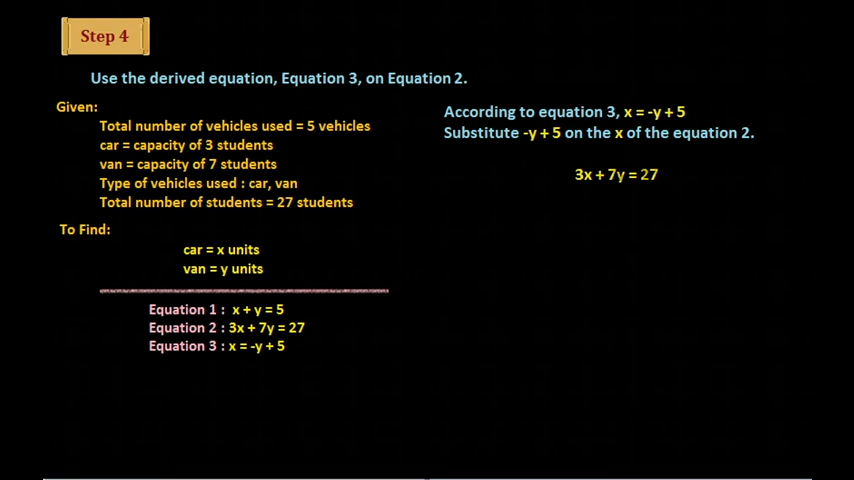 Step 4
Use the derived equation, Equation 3, on Equation 2.
Given:
Total number of vehicles used = 5 vehicles
car = capacity of 3 students
van = capacity of 7 students
Type of vehicles used : car, van
Total number of students = 27 students
To Find:
car = x units
van = y units
Equation 1 : x + y = 5
Equation 2 : 3x + 7y = 27
Equation 3 : x = -y + 5
According to equation 3, x = -y + 5
Substitute -y + 5 on the x of the equation 2.
3x + 7y = 27